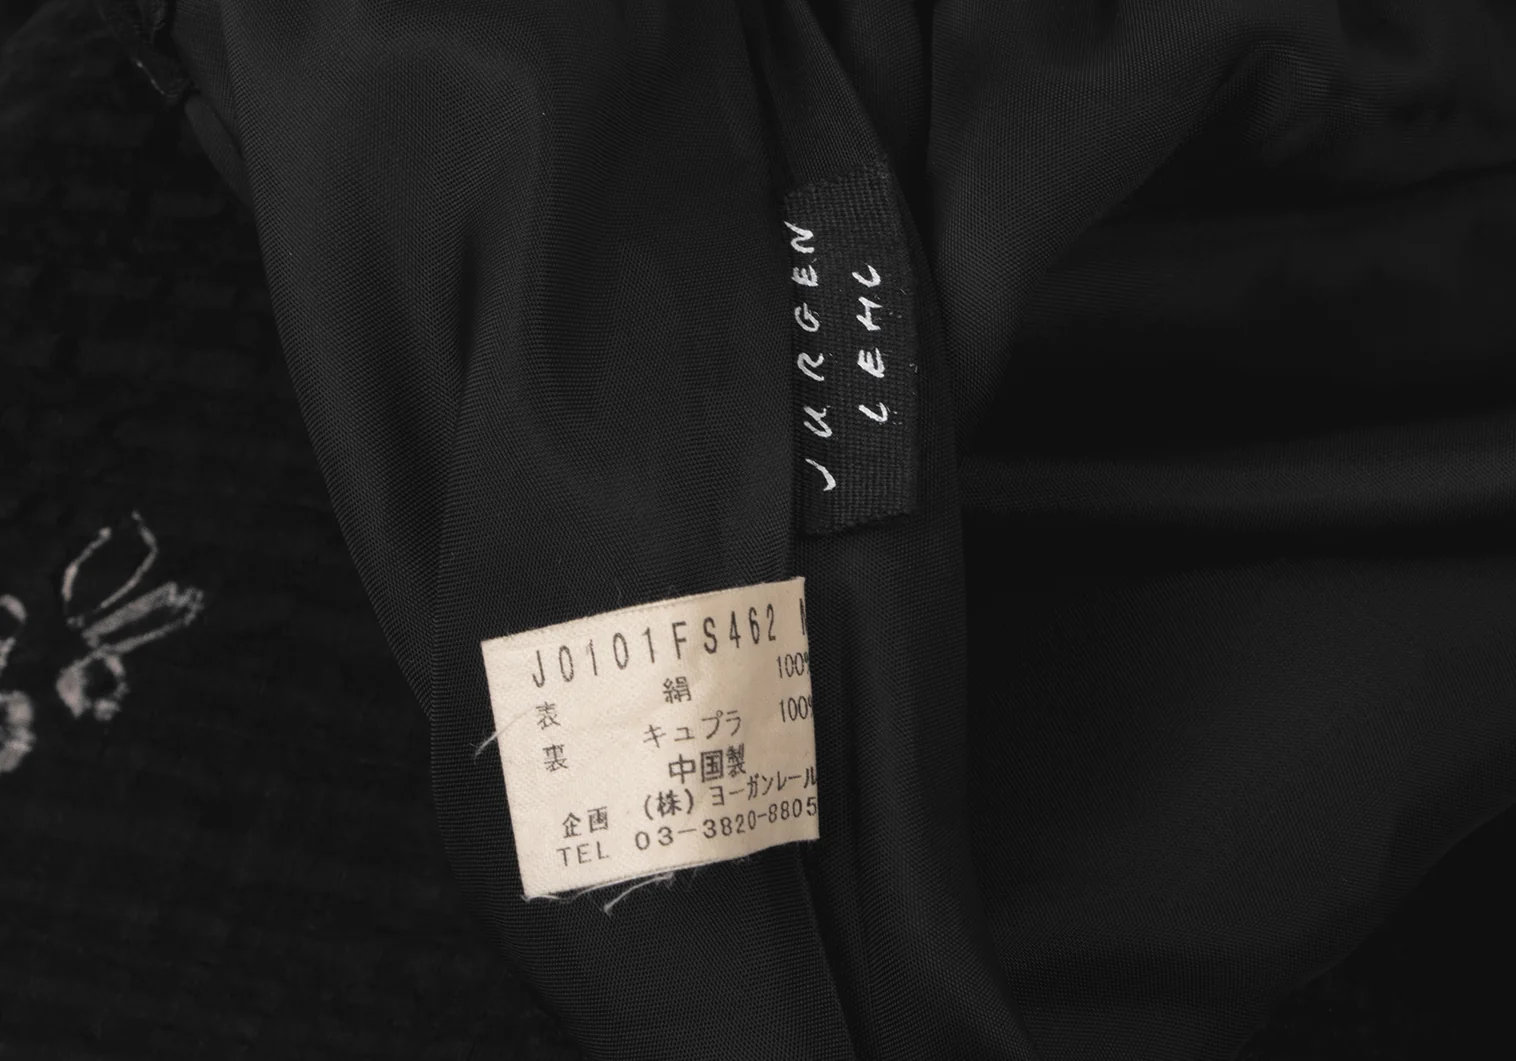 JURGEN
LEHL
J0101FS462
表 絹 100%
裏 キュプラ 100%
中国製
企画 (株) ヨーガンレール
TEL 03-3820-8805